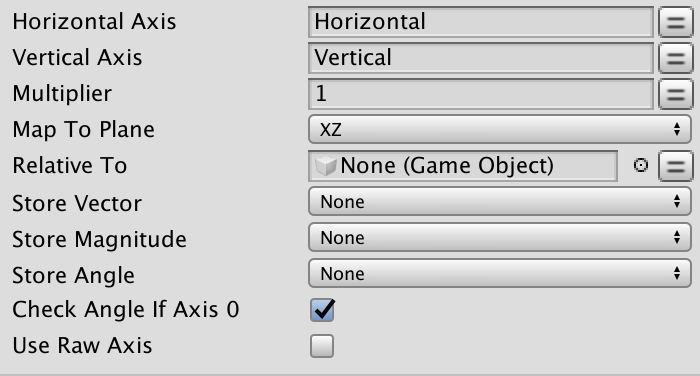 Horizontal Axis Horizontal
Vertical Axis Vertical
Multiplier 1
Map To Plane XZ
Relative To None (Game Object)
Store Vector None
Store Magnitude None
Store Angle None
Check Angle If Axis 0
Use Raw Axis